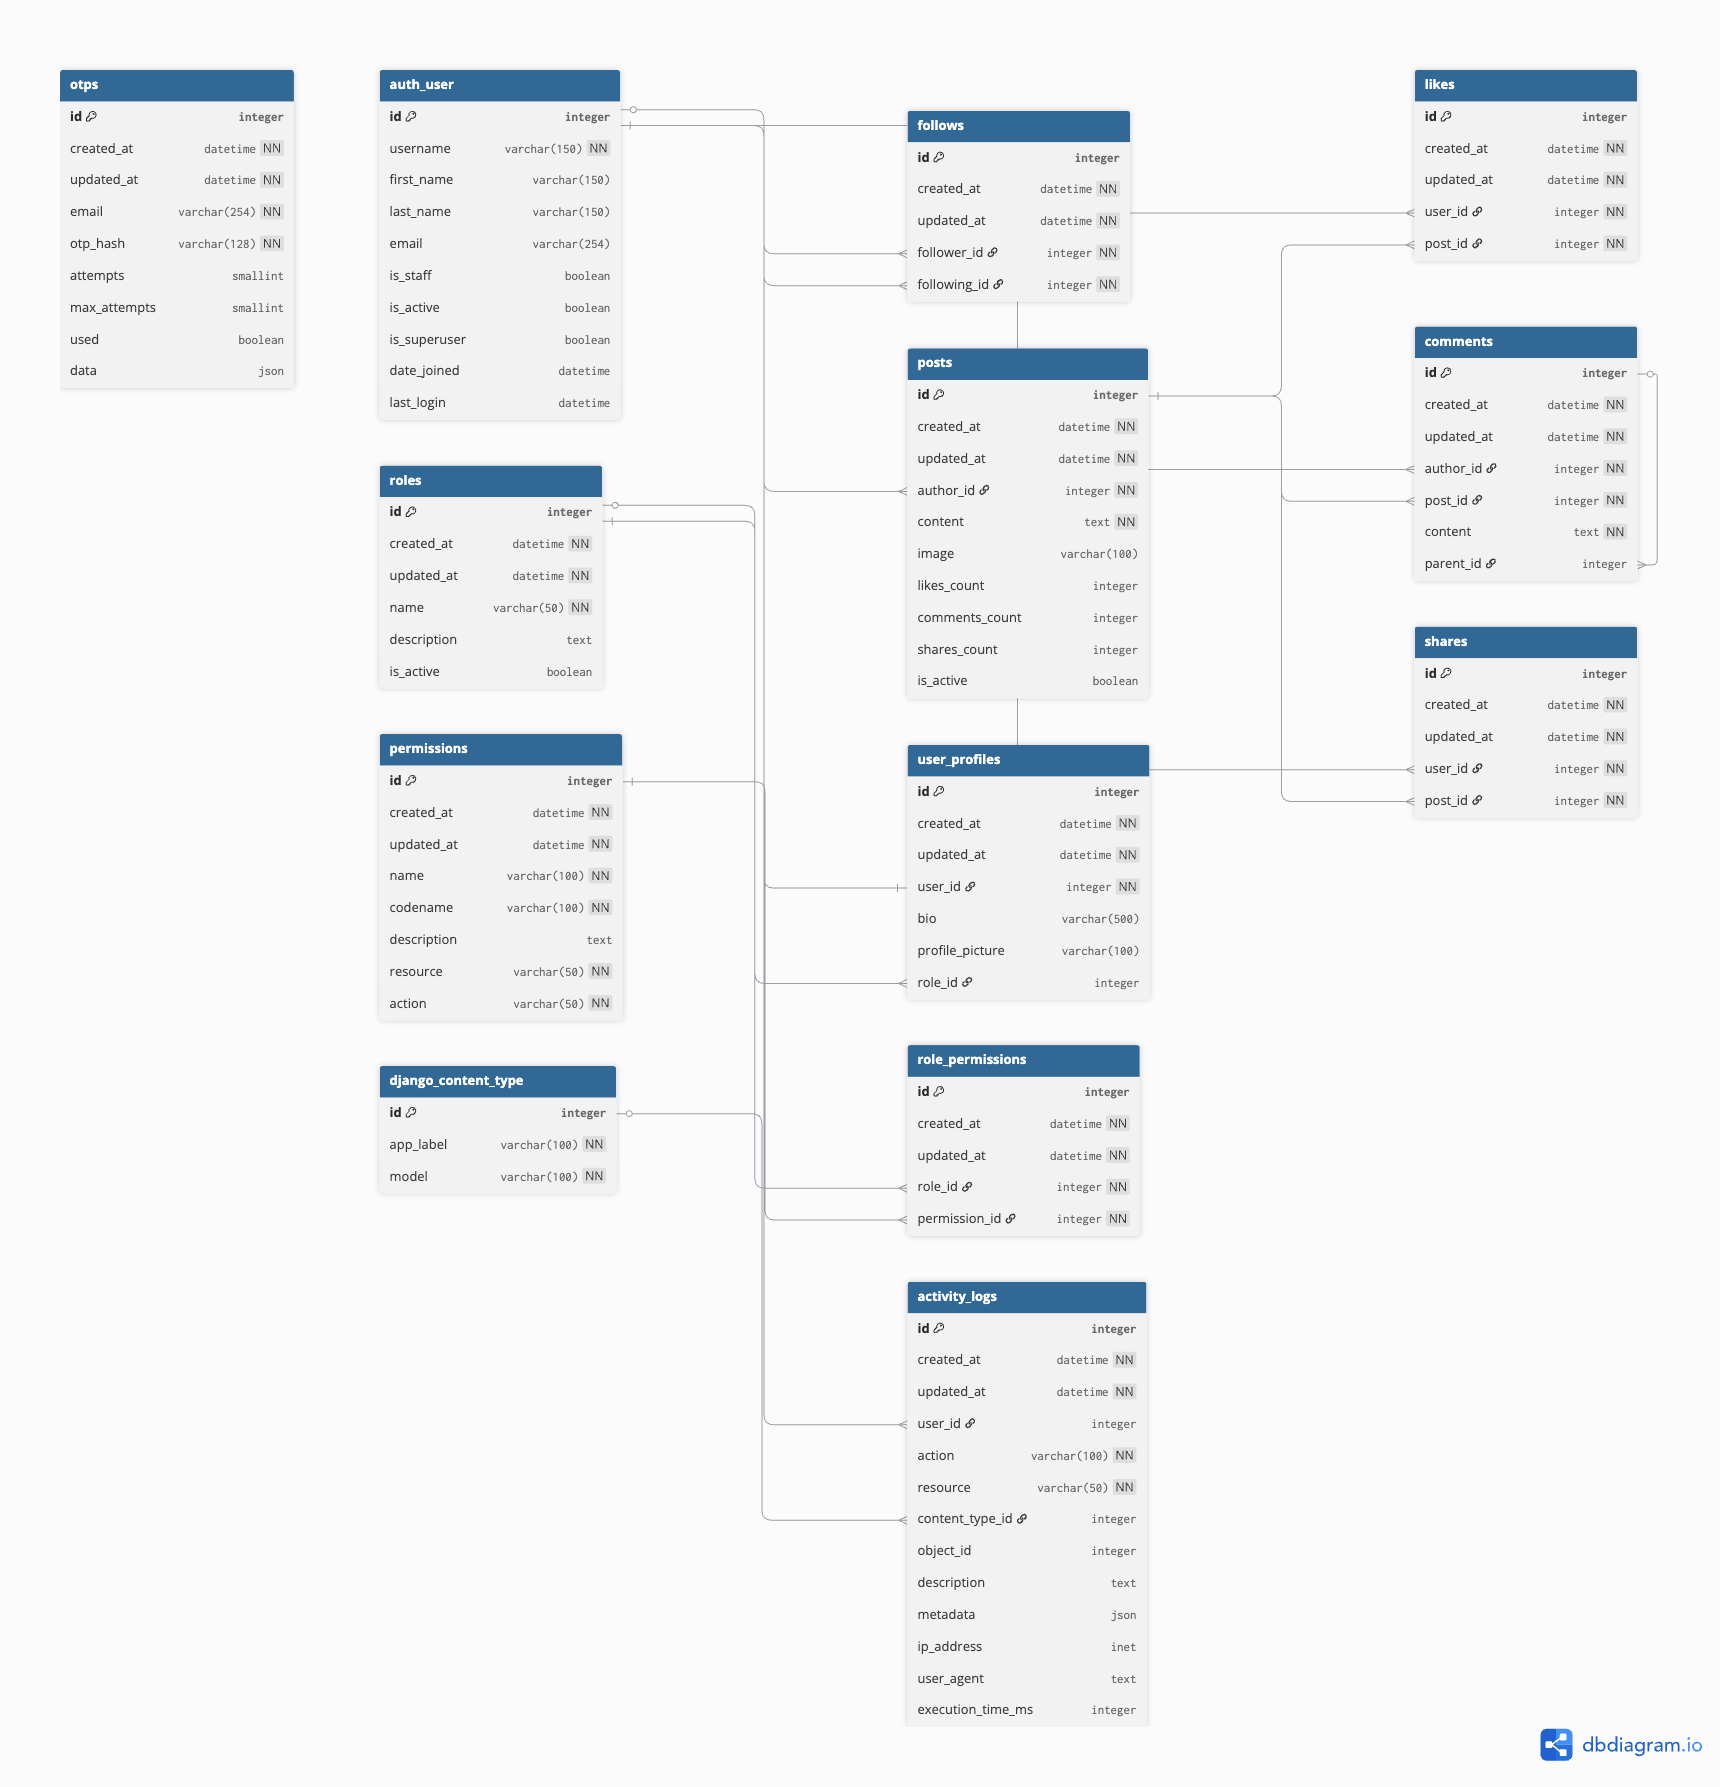 otps
id integer
created_at datetime NN
updated_at datetime NN
email varchar(254) NN
otp_hash varchar(128) NN
attempts smallint
max_attempts smallint
used boolean
data json
auth_user
id integer
username varchar(150) NN
first_name varchar(150)
last_name varchar(150)
email varchar(254)
is_staff boolean
is_active boolean
is_superuser boolean
date_joined datetime
last_login datetime
roles
id integer
created_at datetime NN
updated_at datetime NN
name varchar(50) NN
description text
is_active boolean
permissions
id integer
created_at datetime NN
updated_at datetime NN
name varchar(100) NN
codename varchar(100) NN
description text
resource varchar(50) NN
action varchar(50) NN
django_content_type
id integer
app_label varchar(100) NN
model varchar(100) NN
follows
id integer
created_at datetime NN
updated_at datetime NN
follower_id integer NN
following_id integer NN
posts
id integer
created_at datetime NN
updated_at datetime NN
author_id integer NN
content text NN
image varchar(100)
likes_count integer
comments_count integer
shares_count integer
is_active boolean
user_profiles
id integer
created_at datetime NN
updated_at datetime NN
user_id integer NN
bio varchar(500)
profile_picture varchar(100)
role_id integer
role_permissions
id integer
created_at datetime NN
updated_at datetime NN
role_id integer NN
permission_id integer NN
activity_logs
id integer
created_at datetime NN
updated_at datetime NN
user_id integer
action varchar(100) NN
resource varchar(50) NN
content_type_id integer
object_id integer
description text
metadata json
ip_address inet
user_agent text
execution_time_ms integer
likes
id integer
created_at datetime NN
updated_at datetime NN
user_id integer NN
post_id integer NN
comments
id integer
created_at datetime NN
updated_at datetime NN
author_id integer NN
post_id integer NN
content text NN
parent_id integer
shares
id integer
created_at datetime NN
updated_at datetime NN
user_id integer NN
post_id integer NN
dbdiagram.io